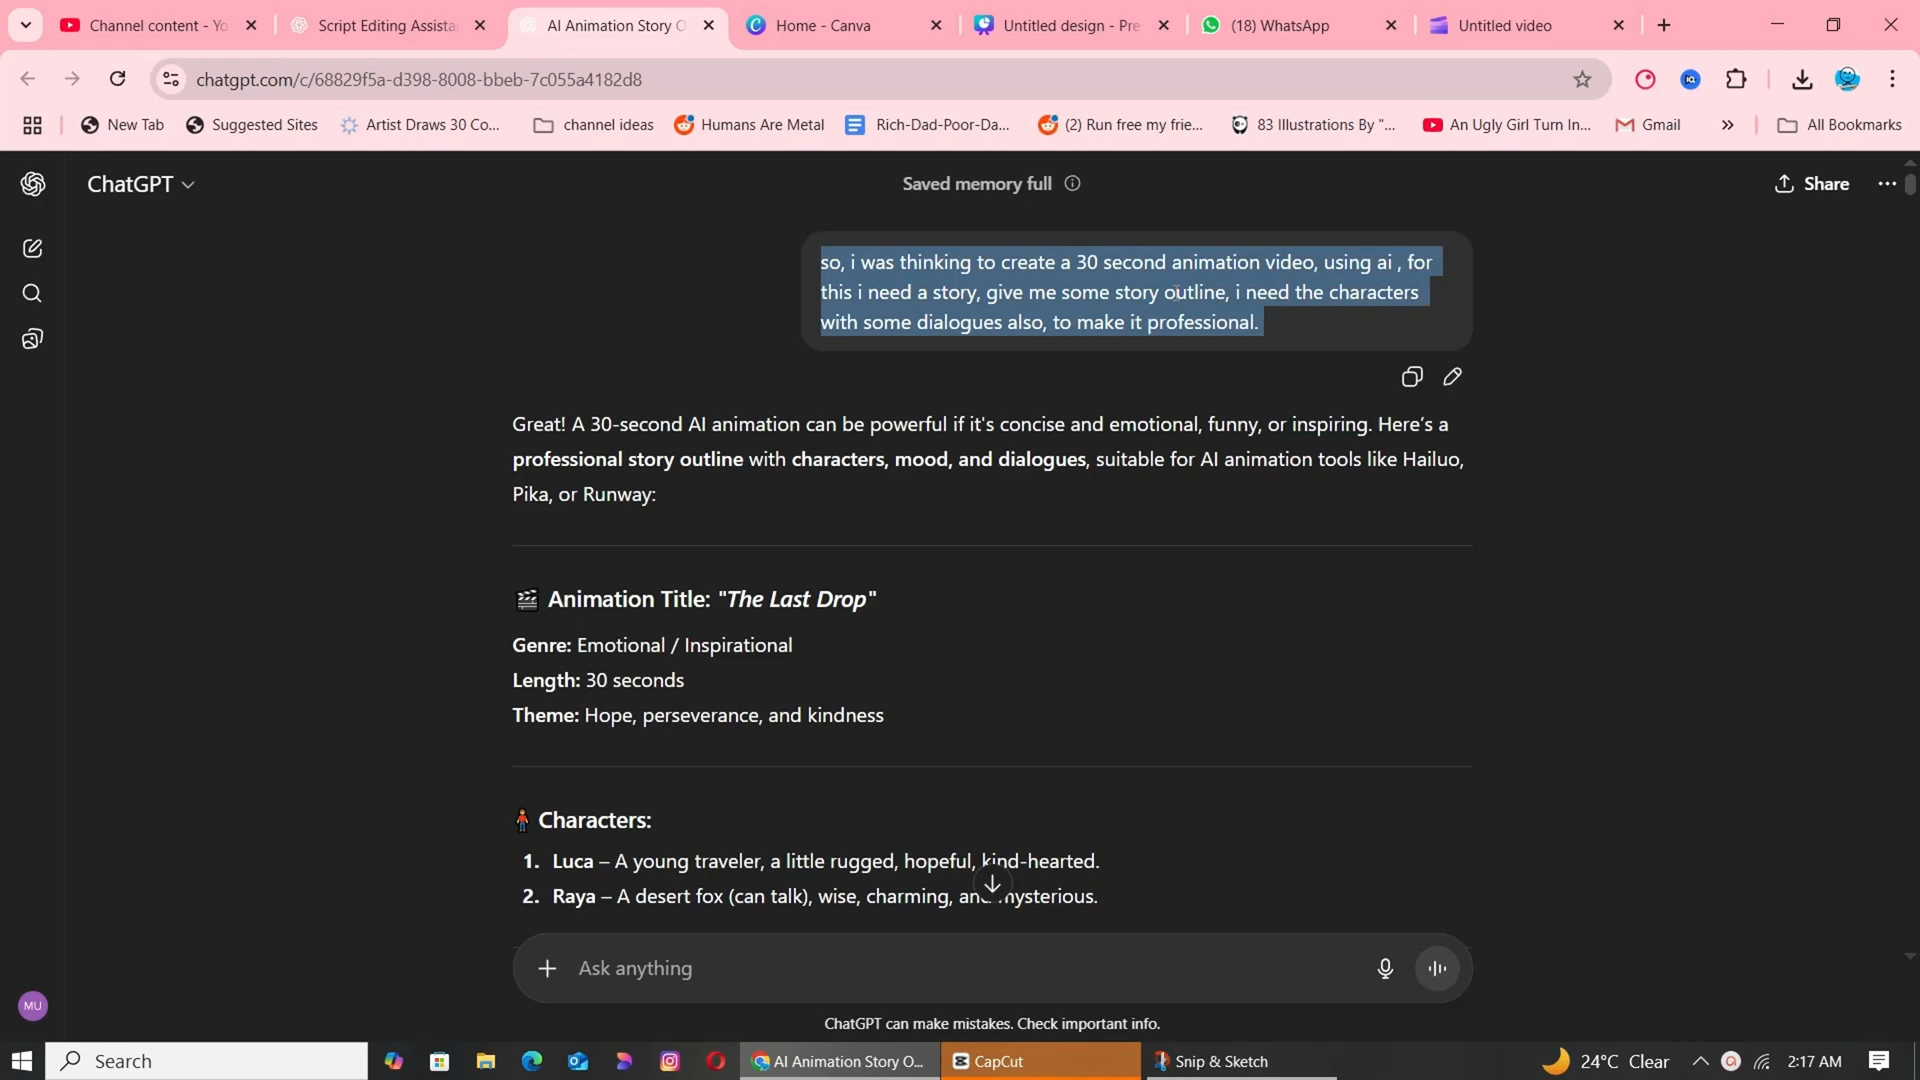 Channel content - Yo
Script Editing Assista
AI Animation Story O
Home - Canva
Untitled design - Pre
(18) WhatsApp
Untitled video
chatgpt.com/c/68829f5a-d398-8008-bbeb-7c055a4182d8
New Tab
Suggested Sites
Artist Draws 30 Co...
channel ideas
Humans Are Metal
Rich-Dad-Poor-Da...
(2) Run free my frie...
83 Illustrations By "...
An Ugly Girl Turn In...
Gmail
All Bookmarks
ChatGPT
Saved memory full
Share
so, i was thinking to create a 30 second animation video, using ai , for
this i need a story, give me some story outline, i need the characters
with some dialogues also, to make it professional.
Great! A 30-second AI animation can be powerful if it's concise and emotional, funny, or inspiring. Here's a
professional story outline with characters, mood, and dialogues, suitable for AI animation tools like Hailuo,
Pika, or Runway:
Animation Title: "The Last Drop"
Genre: Emotional / Inspirational
Length: 30 seconds
Theme: Hope, perseverance, and kindness
Characters:
1. Luca – A young traveler, a little rugged, hopeful, kind-hearted.
2. Raya – A desert fox (can talk), wise, charming, and mysterious.
Ask anything
MU
ChatGPT can make mistakes. Check important info.
Search
AI Animation Story O...
CapCut
Snip & Sketch
24°C Clear
2:17 AM